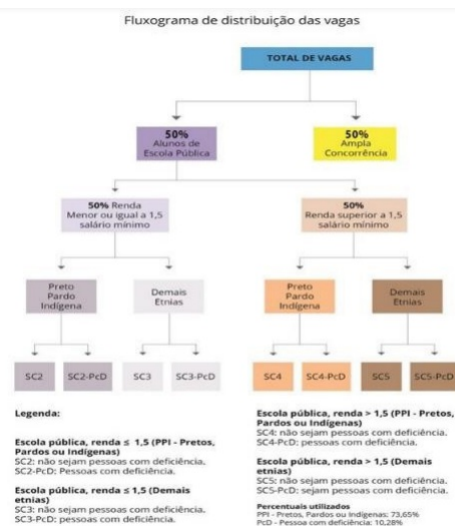 Fluxograma de distribuição das vagas
TOTAL DE VAGAS
50%
Alunos de
Escola Pública
50%
Ampla
Concorrência
50% Renda
Menor ou igual a 1,5
salário mínimo
50%
Renda superior a 1,5
salário mínimo
Preto
Pardo
Indígena
Demais
Etnias
Preto
Pardo
Indígena
Demais
Etnias
SC2
SC2-PcD
SC3
SC3-PcD
SC4
SC4-PcD
SC5
SC5-PcD
Legenda:
Escola pública, renda ≤ 1,5 (PPI - Pretos,
Pardos ou Indígenas)
SC2: não sejam pessoas com deficiência.
SC2-PcD: Pessoas com deficiência.
Escola pública, renda ≤ 1,5 (Demais
etnias)
SC3: não sejam pessoas com deficiência.
SC3-PcD: pessoas com deficiência.
Escola pública, renda > 1,5 (PPI - Pretos,
Pardos ou Indígenas)
SC4: não sejam pessoas com deficiência.
SC4-PcD: pessoas com deficiência.
Escola pública, renda > 1,5 (Demais
etnias)
SC5: não sejam pessoas com deficiência.
SC5-PcD: sejam pessoas com deficiência.
Percentuais utilizados
PPI - Pretos, Pardos ou Indígenas: 73,65%
PcD - Pessoa com deficiência: 10,28%